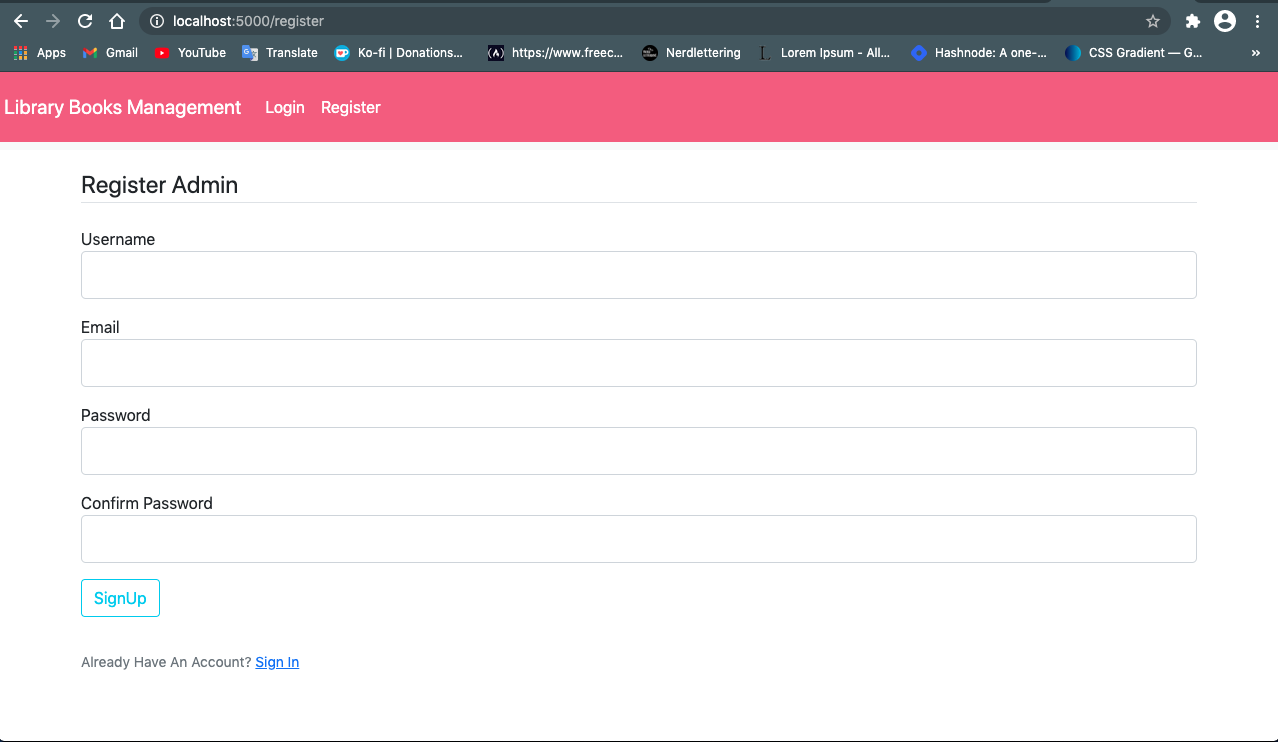 localhost:5000/register
Apps Gmail YouTube Translate Ko-fi | Donations... https://www.freec... Nerdlettering Lorem Ipsum - All... Hashnode: A one-... CSS Gradient — G... »
Library Books Management Login Register
Register Admin
Username
Email
Password
Confirm Password
SignUp
Already Have An Account? Sign In